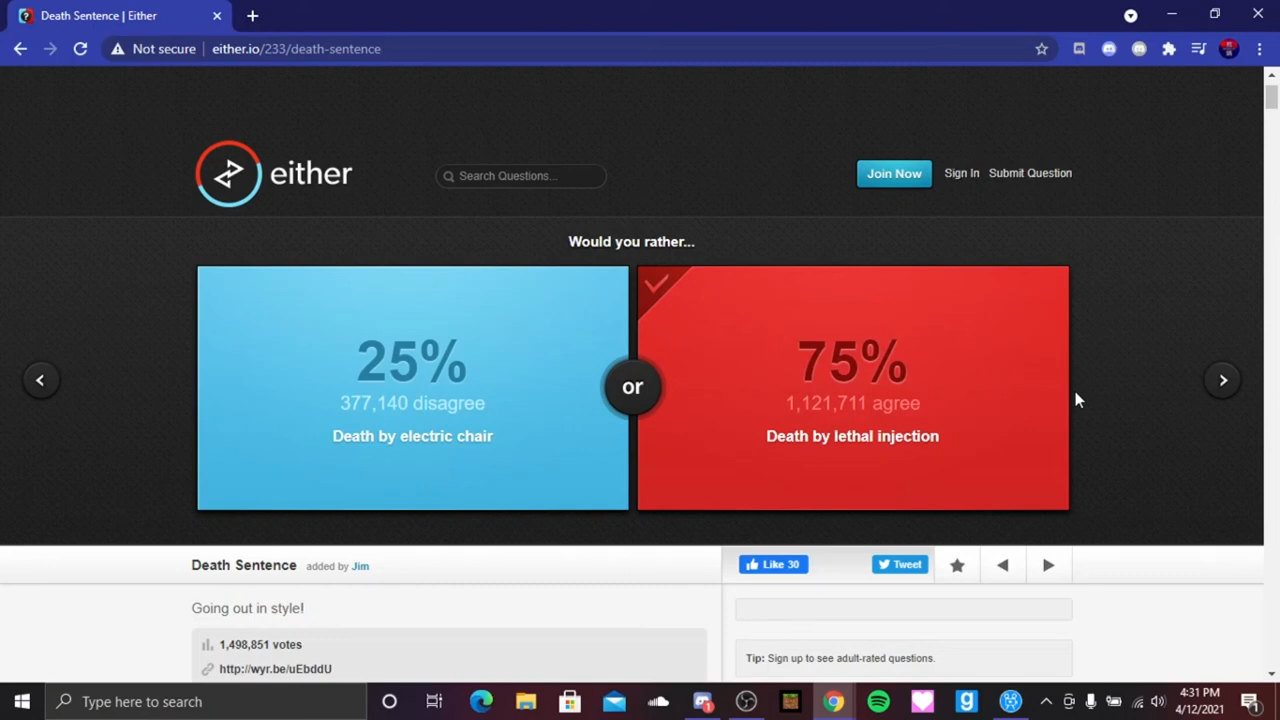 Death Sentence | Either
Not secure
either.io/233/death-sentence
either
Search Questions...
Join Now
Sign In
Submit Question
Would you rather...
25%
377,140 disagree
Death by electric chair
or
75%
1,121,711 agree
Death by lethal injection
Death Sentence added by Jim
Like 30
Tweet
Going out in style!
1,498,851 votes
http://wyr.be/uEbddU
Tip: Sign up to see adult-rated questions.
Type here to search
4:31 PM
4/12/2021